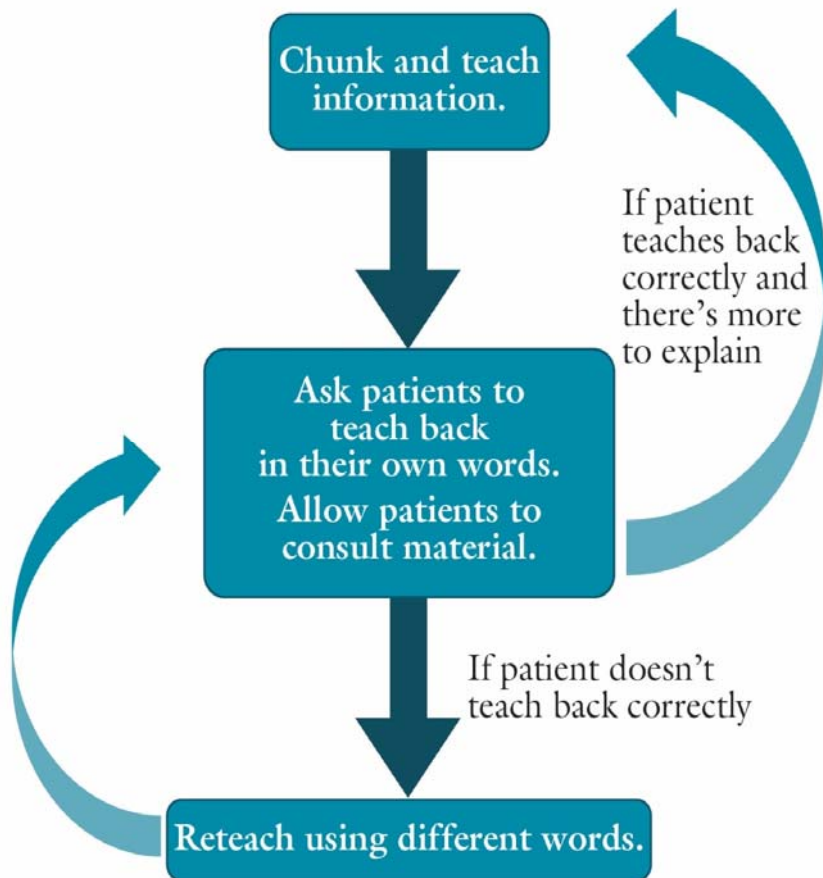 Chunk and teach
information.
If patient
teaches back
correctly and
there’s more
to explain
Ask patients to
teach back
in their own words.
Allow patients to
consult material.
If patient doesn’t
teach back correctly
Reteach using different words.